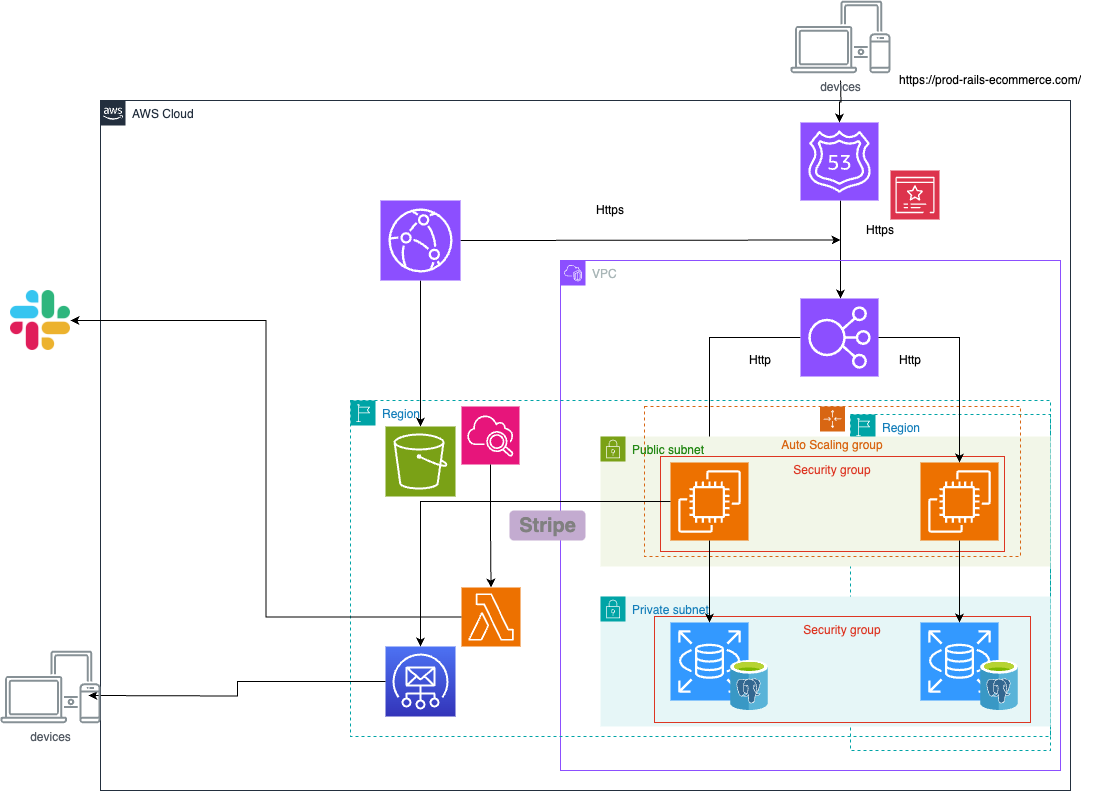 devices
https://prod-rails-ecommerce.com/
aws
AWS Cloud
53
Https
Https
VPC
Http
Http
Region
Region
Auto Scaling group
Public subnet
Security group
Stripe
Private subnet
Security group
devices